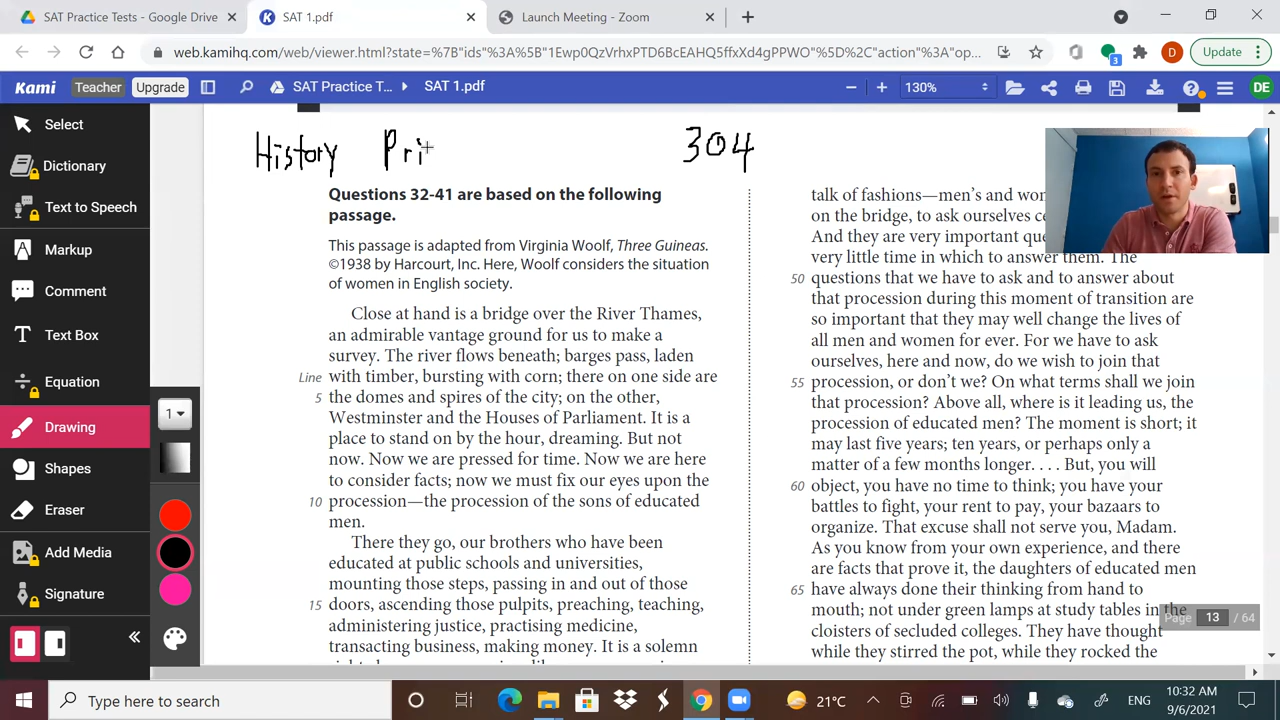 SAT Practice Tests - Google Drive
SAT 1.pdf
Launch Meeting - Zoom
web.kamihq.com/web/viewer.html?state=%7B"ids"%3A%5B"1Ewp0QzVrhxPTD6BcEAHQ5ffxXd4gPPWO"%5D%2C"action"%3A"op...
3
D
Update
Kami
Teacher
Upgrade
SAT Practice T...
SAT 1.pdf
130%
DE
Select
Dictionary
Text to Speech
Markup
Comment
Text Box
Equation
Drawing
Shapes
Eraser
Add Media
Signature
1
History Pri 304
Questions 32-41 are based on the following
passage.
This passage is adapted from Virginia Woolf, Three Guineas.
©1938 by Harcourt, Inc. Here, Woolf considers the situation
of women in English society.
Close at hand is a bridge over the River Thames,
an admirable vantage ground for us to make a
survey. The river flows beneath; barges pass, laden
Line with timber, bursting with corn; there on one side are
5 the domes and spires of the city; on the other,
Westminster and the Houses of Parliament. It is a
place to stand on by the hour, dreaming. But not
now. Now we are pressed for time. Now we are here
to consider facts; now we must fix our eyes upon the
10 procession—the procession of the sons of educated
men.
There they go, our brothers who have been
educated at public schools and universities,
mounting those steps, passing in and out of those
15 doors, ascending those pulpits, preaching, teaching,
administering justice, practising medicine,
transacting business, making money. It is a solemn
talk of fashions—men's and
on the bridge, to ask ourselves
And they are very important
very little time in which to answer them. The
50 questions that we have to ask and to answer about
that procession during this moment of transition are
so important that they may well change the lives of
all men and women for ever. For we have to ask
ourselves, here and now, do we wish to join that
55 procession, or don't we? On what terms shall we join
that procession? Above all, where is it leading us, the
procession of educated men? The moment is short; it
may last five years; ten years, or perhaps only a
matter of a few months longer. . . . But, you will
60 object, you have no time to think; you have your
battles to fight, your rent to pay, your bazaars to
organize. That excuse shall not serve you, Madam.
As you know from your own experience, and there
are facts that prove it, the daughters of educated men
65 have always done their thinking from hand to
mouth; not under green lamps at study tables in the
cloisters of secluded colleges. They have thought
while they stirred the pot, while they rocked the
Page 13 / 64
Type here to search
21°C
ENG
10:32 AM
9/6/2021